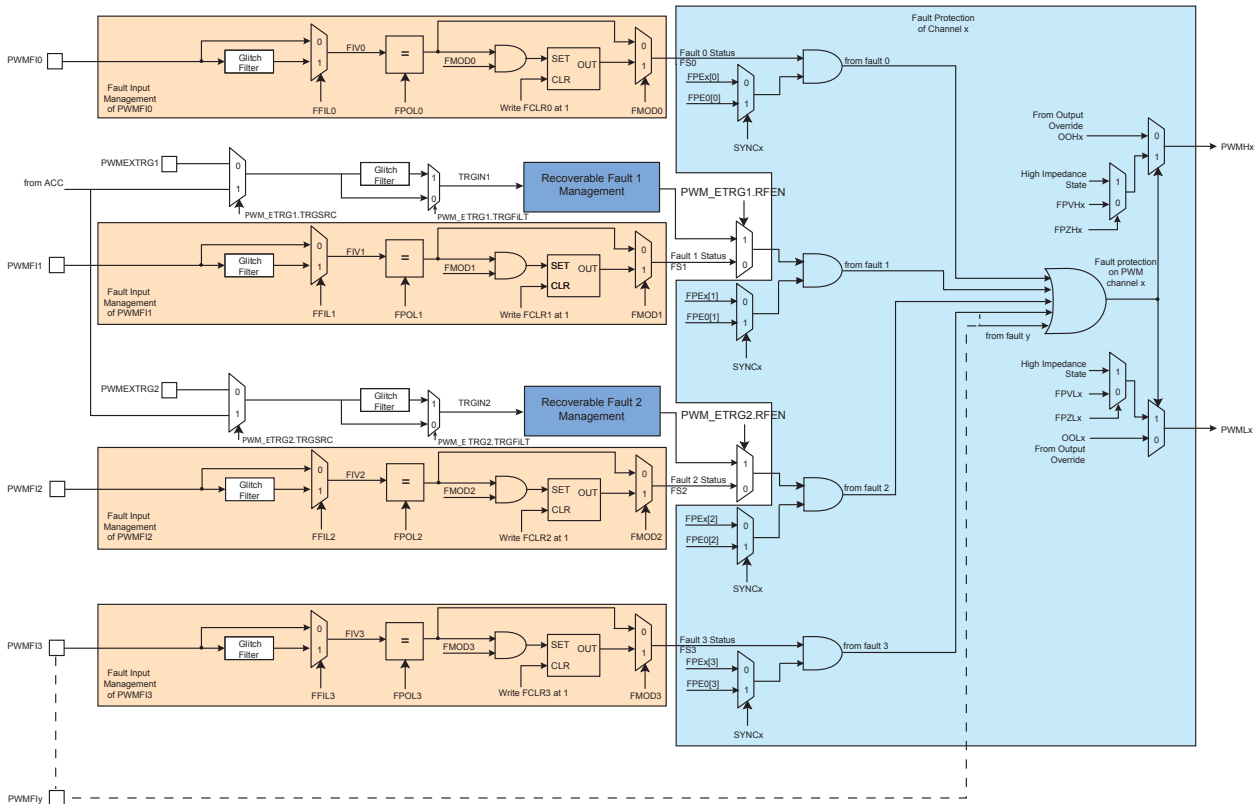 Fault Protection
of Channel x
0
FIV0
=
Glitch
Filter
1
PWMFI0
FMOD0
SET
OUT
CLR
0
1
Fault 0 Status
FS0
from fault 0
Fault Input
Management
of PWMFI0
FFIL0
FPOL0
Write FCLR0 at 1
FMOD0
FPEx[0]
FPE0[0]
0
1
SYNCx
From Output
Override
OOHx
0
1
PWMHx
High Impedance
State
FPVHx
FPZHx
1
0
PWMEXTRG1
0
1
from ACC
Glitch
Filter
1
0
TRGIN1
Recoverable Fault 1
Management
PWM_ETRG1.TRGSRC
PWM_ETRG1.TRGFiLT
PWM_ETRG1.RFEN
1
0
0
FIV1
=
Glitch
Filter
1
PWMFI1
FMOD1
SET
OUT
CLR
0
1
Fault 1 Status
FS1
from fault 1
Fault Input
Management
of PWMFI1
FFIL1
FPOL1
Write FCLR1 at 1
FMOD1
FPEx[1]
FPE0[1]
0
1
SYNCx
Fault protection
on PWM
channel x
from fault y
PWMEXTRG2
0
1
Glitch
Filter
1
0
TRGIN2
Recoverable Fault 2
Management
PWM_ETRG2.TRGSRC
PWM_ETRG2.TRGFiLT
PWM_ETRG2.RFEN
1
0
High Impedance
State
FPVLx
FPZLx
1
0
OOLx
From Output
Override
1
0
PWMLx
0
FIV2
=
Glitch
Filter
1
PWMFI2
FMOD2
SET
OUT
CLR
0
1
Fault 2 Status
FS2
from fault 2
Fault Input
Management
of PWMFI2
FFIL2
FPOL2
Write FCLR2 at 1
FMOD2
FPEx[2]
FPE0[2]
0
1
SYNCx
0
FIV3
=
Glitch
Filter
1
PWMFI3
FMOD3
SET
OUT
CLR
0
1
Fault 3 Status
FS3
from fault 3
Fault Input
Management
of PWMFI3
FFIL3
FPOL3
Write FCLR3 at 1
FMOD3
FPEx[3]
FPE0[3]
0
1
SYNCx
PWMFIy